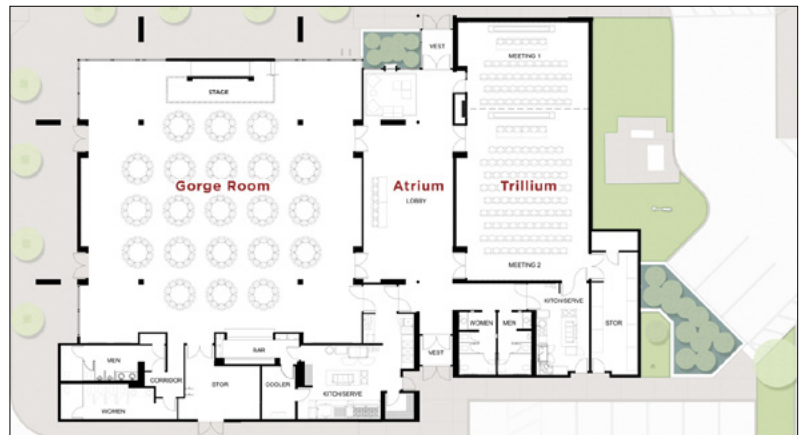 VEST
MEETING 1
STAGE
Gorge Room
Atrium
LOBBY
Trillium
MEETING 2
KITCH/SERVE
WOMEN
MEN
STOR
VEST
BAR
MEN
CORRIDOR
STOR
COOLER
KITCH/SERVE
WOMEN